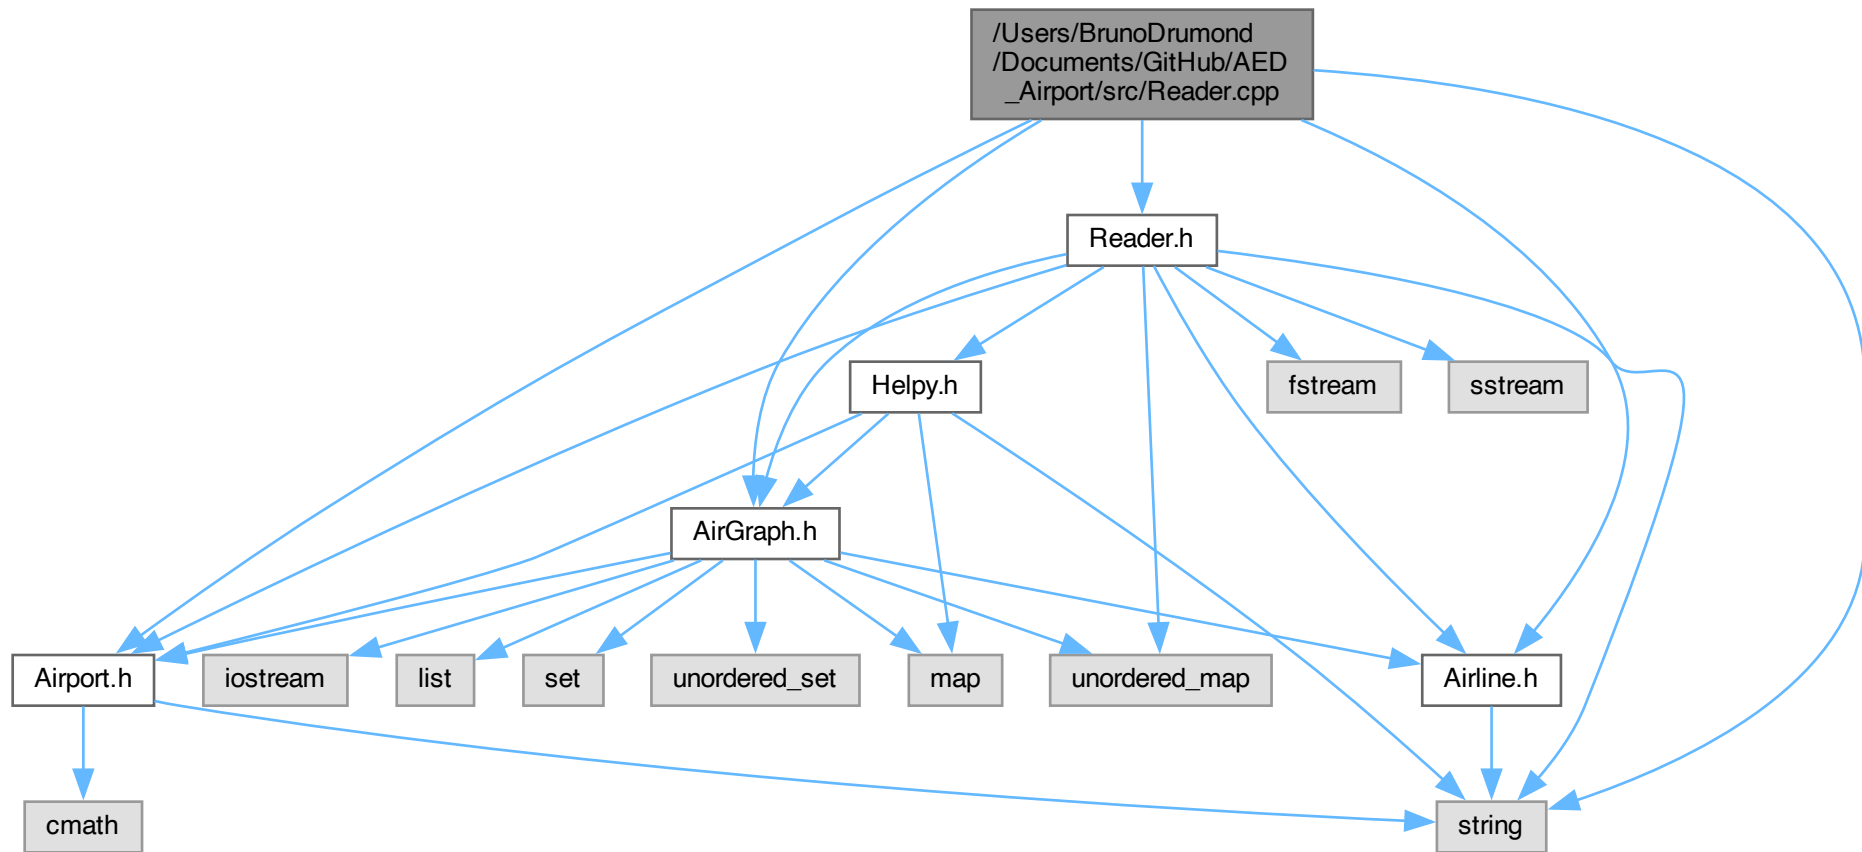 /Users/BrunoDrumond
/Documents/GitHub/AED
_Airport/src/Reader.cpp
Reader.h
Helpy.h
fstream
sstream
AirGraph.h
Airport.h
iostream
list
set
unordered_set
map
unordered_map
Airline.h
cmath
string